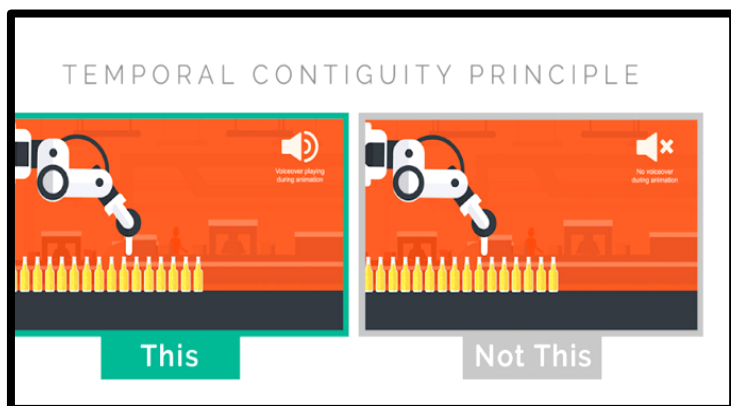 TEMPORAL CONTIGUITY PRINCIPLE
Voiceover playing
during animation
No voiceover
during animation
This
Not This